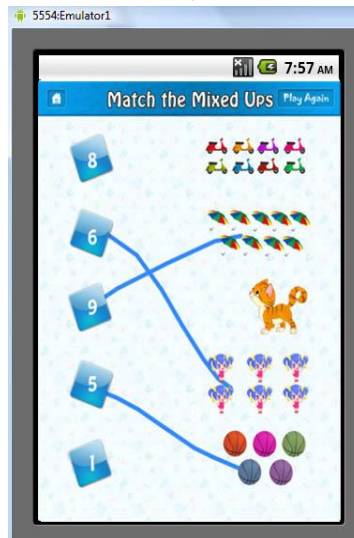 5554:Emulator1
7:57 AM
Match the Mixed Ups
Play Again
8
6
9
5
1